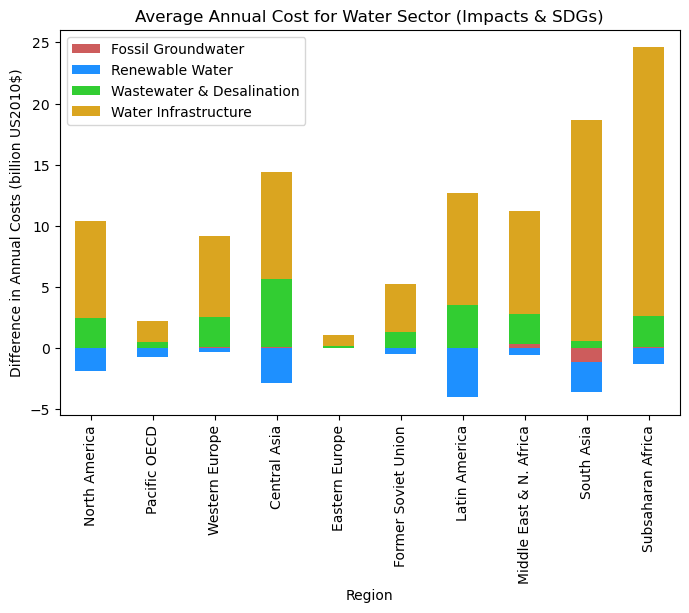 Average Annual Cost for Water Sector (Impacts & SDGs)
Difference in Annual Costs (billion US2010$)
25
20
15
10
5
0
−5
Fossil Groundwater
Renewable Water
Wastewater & Desalination
Water Infrastructure
North America
Pacific OECD
Western Europe
Central Asia
Eastern Europe
Former Soviet Union
Latin America
Middle East & N. Africa
South Asia
Subsaharan Africa
Region